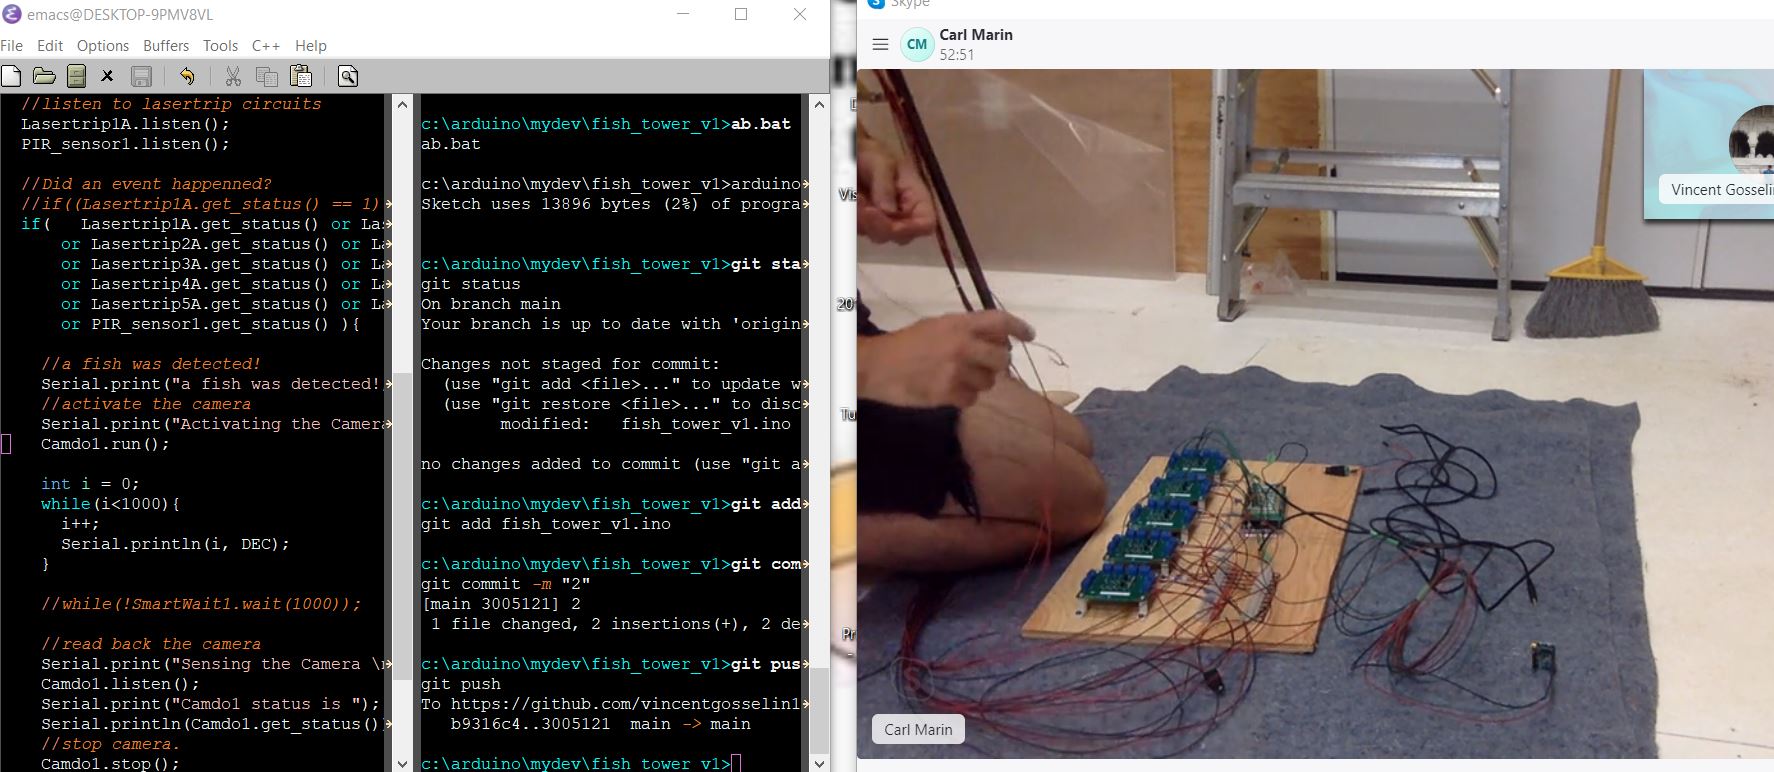 emacs@DESKTOP-9PMV8VL
File Edit Options Buffers Tools C++ Help
//listen to lasertrip circuits
Lasertrip1A.listen();
PIR_sensor1.listen();
//Did an event happenned?
//if((Lasertrip1A.get_status() == 1)
if(   Lasertrip1A.get_status() or La
or Lasertrip2A.get_status() or La
or Lasertrip3A.get_status() or La
or Lasertrip4A.get_status() or La
or Lasertrip5A.get_status() or La
or PIR_sensor1.get_status() ){
//a fish was detected!
Serial.print("a fish was detected!
//activate the camera
Serial.print("Activating the Camera
Camdo1.run();
int i = 0;
while(i<1000){
i++;
Serial.println(i, DEC);
}
//while(!SmartWait1.wait(1000));
//read back the camera
Serial.print("Sensing the Camera \n
Camdo1.listen();
Serial.print("Camdo1 status is ");
Serial.println(Camdo1.get_status()
//stop camera.
Camdo1.stop();
c:\arduino\mydev\fish_tower_v1>ab.bat
ab.bat
c:\arduino\mydev\fish_tower_v1>arduino
Sketch uses 13896 bytes (2%) of progra
c:\arduino\mydev\fish_tower_v1>git sta
git status
On branch main
Your branch is up to date with 'origin
Changes not staged for commit:
(use "git add <file>..." to update w
(use "git restore <file>..." to disc
modified:   fish_tower_v1.ino
no changes added to commit (use "git a
c:\arduino\mydev\fish_tower_v1>git add
git add fish_tower_v1.ino
c:\arduino\mydev\fish_tower_v1>git com
git commit -m "2"
[main 3005121] 2
1 file changed, 2 insertions(+), 2 de
c:\arduino\mydev\fish_tower_v1>git pus
git push
To https://github.com/vincentgosselin1
b9316c4..3005121  main -> main
c:\arduino\mydev\fish_tower_v1>
Vis
201
Tu
Pr
Skype
CM
Carl Marin
52:51
Vincent Gosseli
Carl Marin